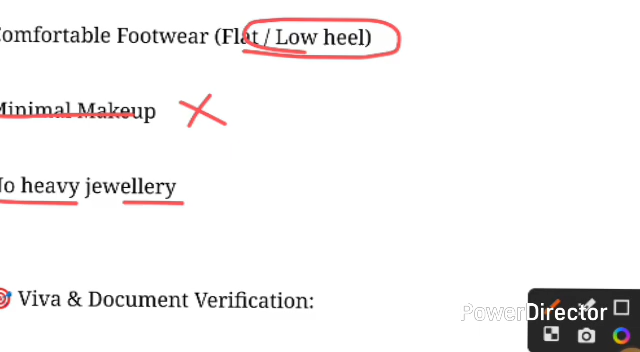 omfortable Footwear (Flat / Low heel)
Minimal Makeup
No heavy jewellery
🎯 Viva & Document Verification:
PowerDirector